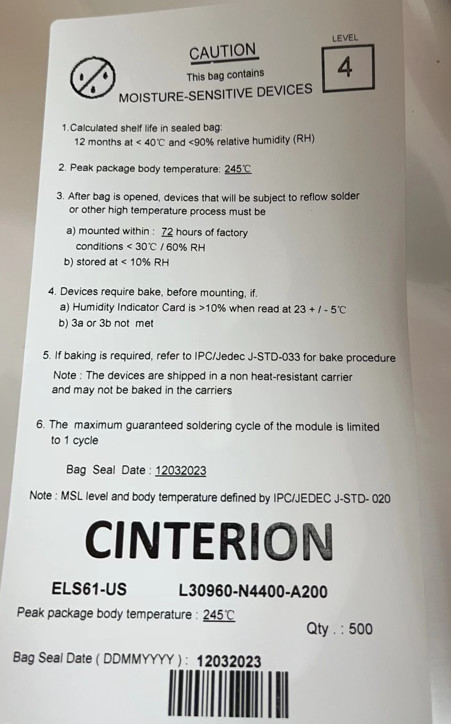 CAUTION
This bag contains
MOISTURE-SENSITIVE DEVICES
LEVEL
4
1.Calculated shelf life in sealed bag:
12 months at < 40℃ and <90% relative humidity (RH)
2. Peak package body temperature: 245℃
3. After bag is opened, devices that will be subject to reflow solder
or other high temperature process must be
a) mounted within : 72 hours of factory
conditions < 30℃ / 60% RH
b) stored at < 10% RH
4. Devices require bake, before mounting, if.
a) Humidity Indicator Card is >10% when read at 23 + / - 5℃
b) 3a or 3b not met
5. If baking is required, refer to IPC/Jedec J-STD-033 for bake procedure
Note : The devices are shipped in a non heat-resistant carrier
and may not be baked in the carriers
6. The maximum guaranteed soldering cycle of the module is limited
to 1 cycle
Bag Seal Date : 12032023
Note : MSL level and body temperature defined by IPC/JEDEC J-STD- 020
CINTERION
ELS61-US L30960-N4400-A200
Peak package body temperature : 245℃
Qty . : 500
Bag Seal Date ( DDMMYYYY ) : 12032023